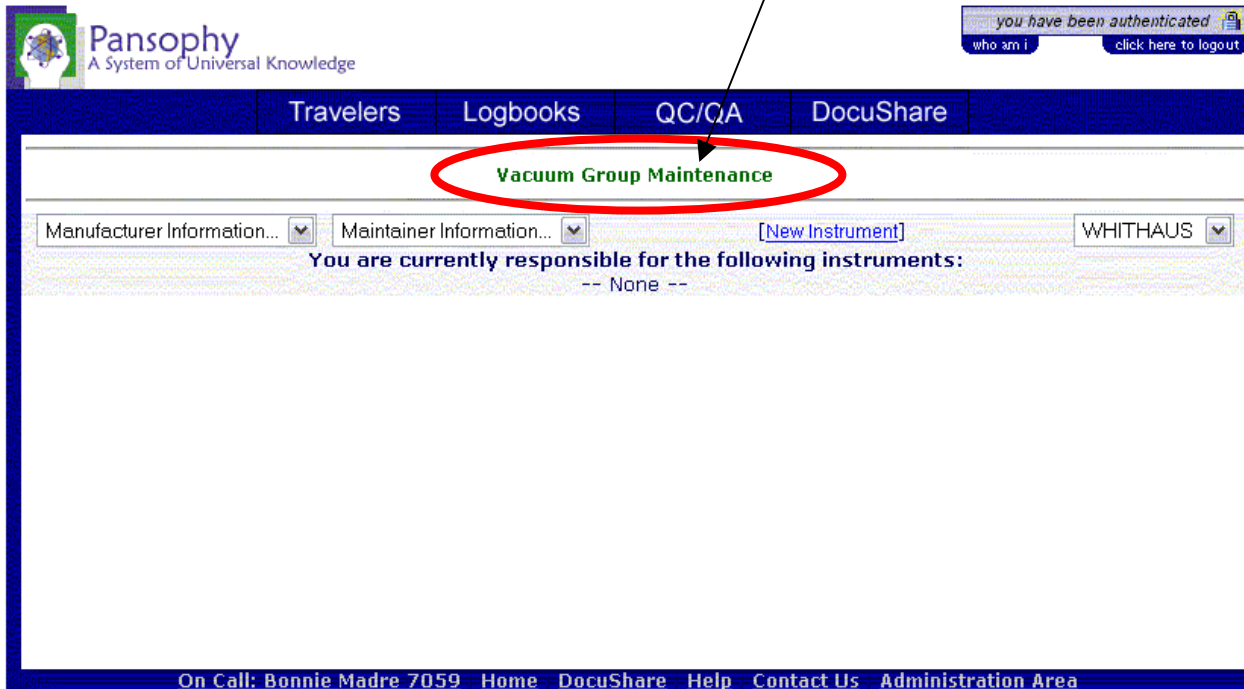 Pansophy
A System of Universal Knowledge
you have been authenticated
who am i click here to logout
Travelers Logbooks QC/QA DocuShare
Vacuum Group Maintenance
Manufacturer Information... Maintainer Information... [New Instrument] WHITHAUS
You are currently responsible for the following instruments:
-- None --
On Call: Bonnie Madre 7059 Home DocuShare Help Contact Us Administration Area